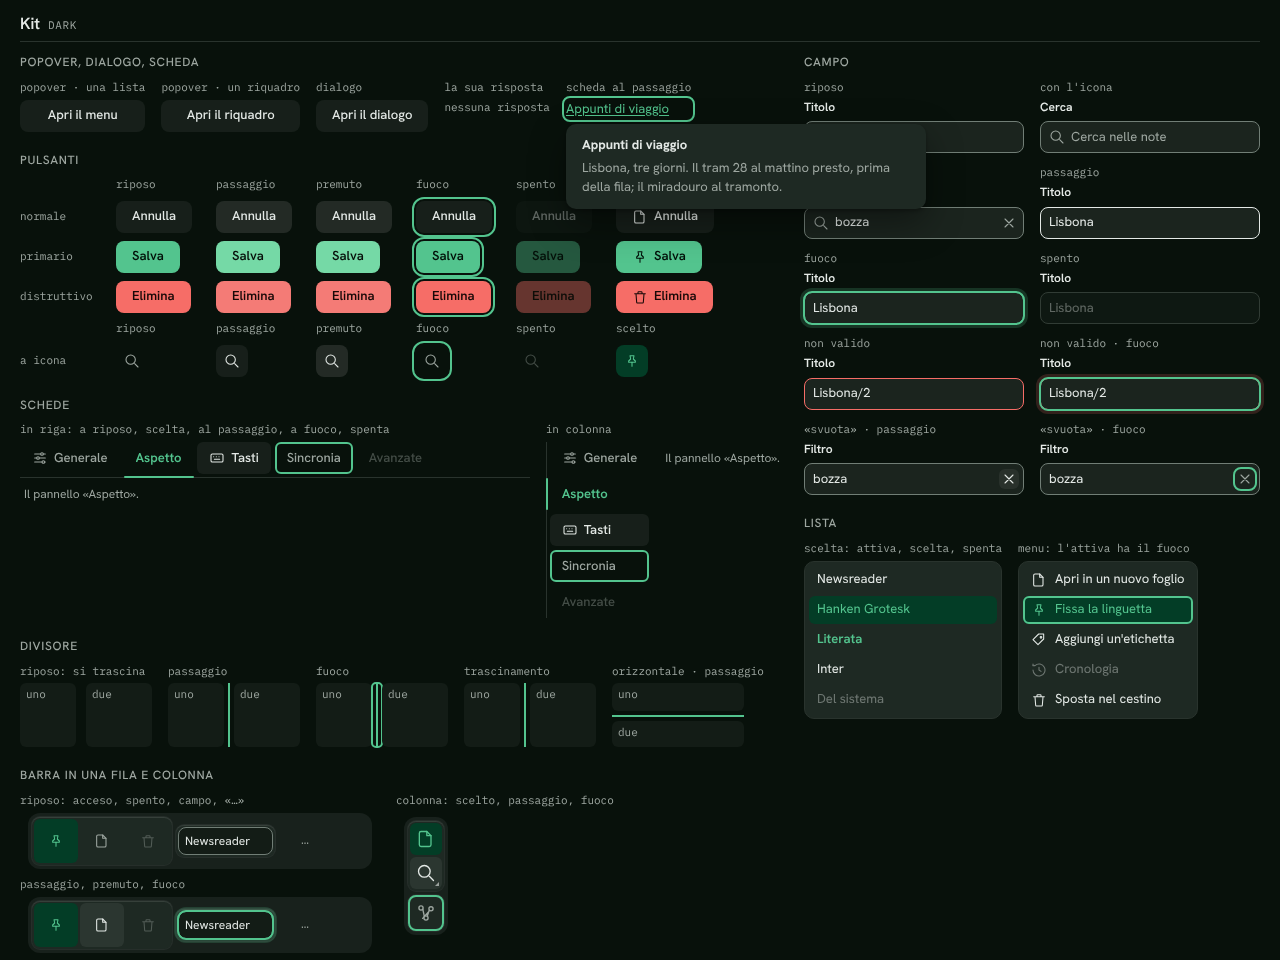 Kit DARK
POPOVER, DIALOGO, SCHEDA
popover · una lista
popover · un riquadro
dialogo
la sua risposta
scheda al passaggio
Apri il menu
Apri il riquadro
Apri il dialogo
nessuna risposta
Appunti di viaggio
Appunti di viaggio
Lisbona, tre giorni. Il tram 28 al mattino presto, prima
della fila; il miradouro al tramonto.
PULSANTI
riposo
passaggio
premuto
fuoco
spento
normale
Annulla
Annulla
Annulla
Annulla
Annulla
Annulla
primario
Salva
Salva
Salva
Salva
Salva
Salva
distruttivo
Elimina
Elimina
Elimina
Elimina
Elimina
Elimina
riposo
passaggio
premuto
fuoco
spento
scelto
a icona
SCHEDE
in riga: a riposo, scelta, al passaggio, a fuoco, spenta
Generale
Aspetto
Tasti
Sincronia
Avanzate
Il pannello «Aspetto».
in colonna
Generale
Aspetto
Tasti
Sincronia
Avanzate
Il pannello «Aspetto».
DIVISORE
riposo: si trascina
passaggio
fuoco
trascinamento
orizzontale · passaggio
uno
due
uno
due
uno
due
uno
due
uno
due
BARRA IN UNA FILA E COLONNA
riposo: acceso, spento, campo, «…»
Newsreader
…
passaggio, premuto, fuoco
Newsreader
…
colonna: scelto, passaggio, fuoco
CAMPO
riposo
Titolo
con l'icona
Cerca
Cerca nelle note
bozza
passaggio
Titolo
Lisbona
fuoco
Titolo
Lisbona
spento
Titolo
Lisbona
non valido
Titolo
Lisbona/2
non valido · fuoco
Titolo
Lisbona/2
«svuota» · passaggio
Filtro
bozza
«svuota» · fuoco
Filtro
bozza
LISTA
scelta: attiva, scelta, spenta
Newsreader
Hanken Grotesk
Literata
Inter
Del sistema
menu: l'attiva ha il fuoco
Apri in un nuovo foglio
Fissa la linguetta
Aggiungi un'etichetta
Cronologia
Sposta nel cestino